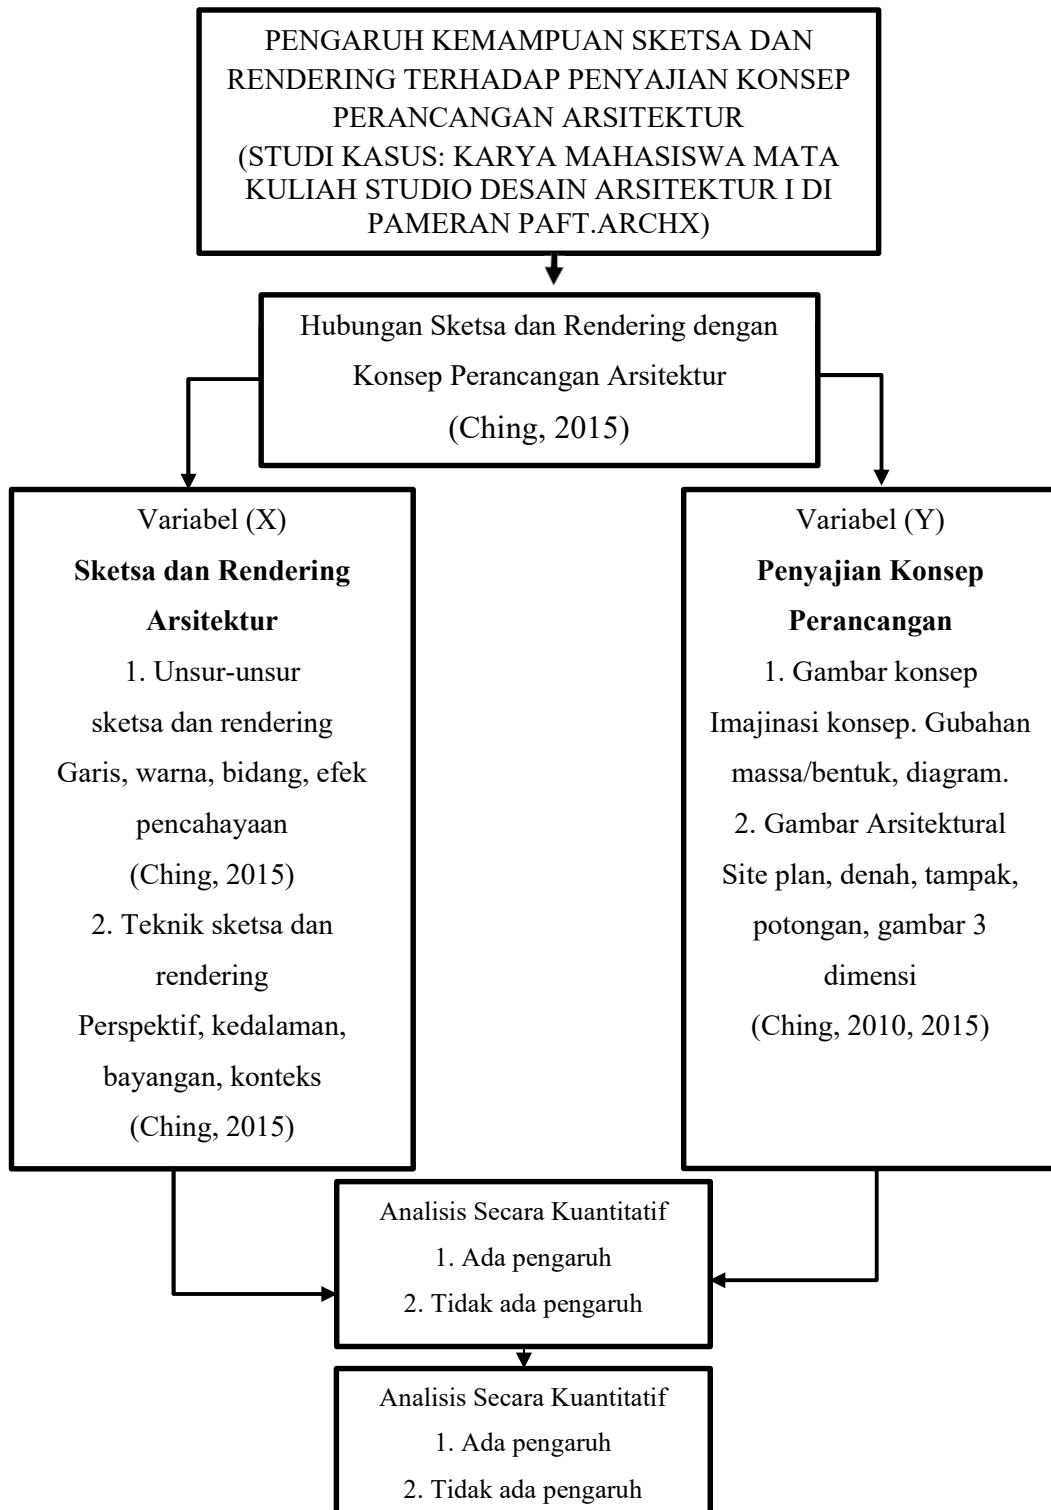 PENGARUH KEMAMPUAN SKETSA DAN
RENDERING TERHADAP PENYAJIAN KONSEP
PERANCANGAN ARSITEKTUR
(STUDI KASUS: KARYA MAHASISWA MATA
KULIAH STUDIO DESAIN ARSITEKTUR I DI
PAMERAN PAFT.ARCHX)
Hubungan Sketsa dan Rendering dengan
Konsep Perancangan Arsitektur
(Ching, 2015)
Variabel (X)
Sketsa dan Rendering
Arsitektur
1. Unsur-unsur
sketsa dan rendering
Garis, warna, bidang, efek
pencahayaan
(Ching, 2015)
2. Teknik sketsa dan
rendering
Perspektif, kedalaman,
bayangan, konteks
(Ching, 2015)
Variabel (Y)
Penyajian Konsep
Perancangan
1. Gambar konsep
Imajinasi konsep. Gubahan
massa/bentuk, diagram.
2. Gambar Arsitektural
Site plan, denah, tampak,
potongan, gambar 3
dimensi
(Ching, 2010, 2015)
Analisis Secara Kuantitatif
1. Ada pengaruh
2. Tidak ada pengaruh
Analisis Secara Kuantitatif
1. Ada pengaruh
2. Tidak ada pengaruh